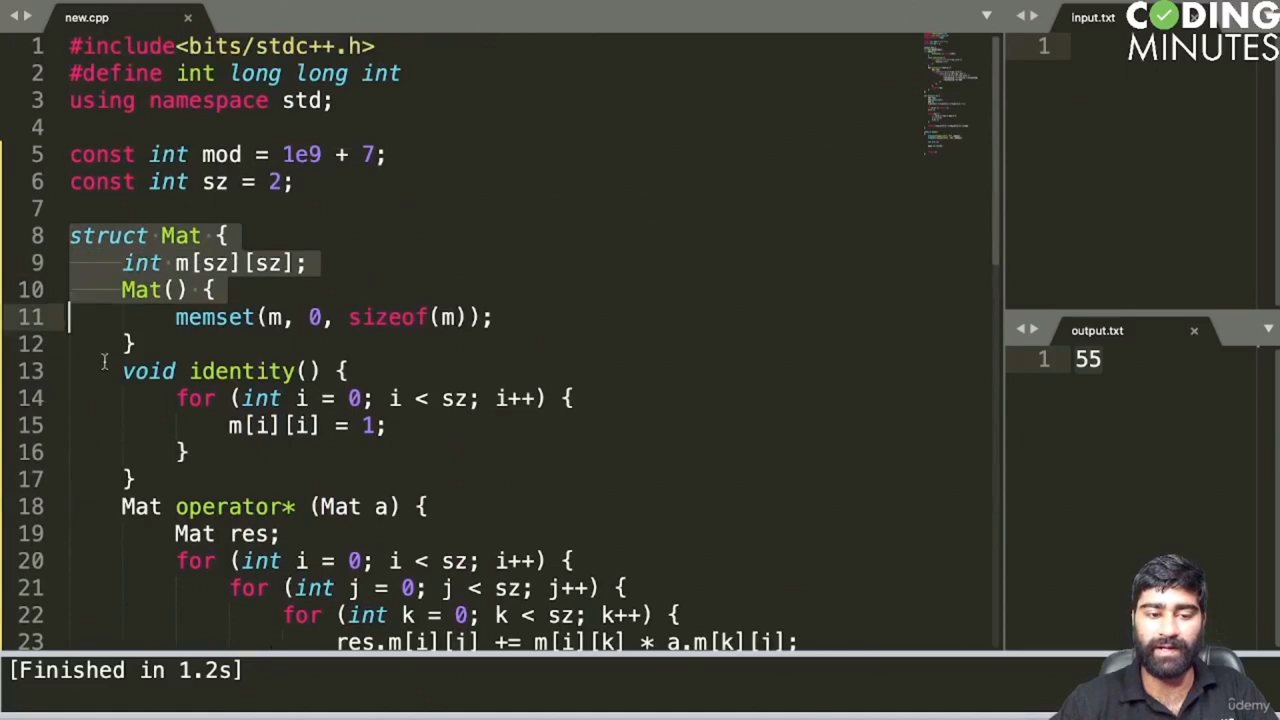 new.cpp
1 #include<bits/stdc++.h>
2 #define int long long int
3 using namespace std;
4
5 const int mod = 1e9 + 7;
6 const int sz = 2;
7
8 struct Mat {
9 int m[sz][sz];
10 Mat() {
11 memset(m, 0, sizeof(m));
12 }
13 void identity() {
14 for (int i = 0; i < sz; i++) {
15 m[i][i] = 1;
16 }
17 }
18 Mat operator* (Mat a) {
19 Mat res;
20 for (int i = 0; i < sz; i++) {
21 for (int j = 0; j < sz; j++) {
22 for (int k = 0; k < sz; k++) {
23 res.m[i][j] += m[i][k] * a.m[k][j];
[Finished in 1.2s]
input.txt
1
CODING
MINUTES
output.txt
1 55
udemy